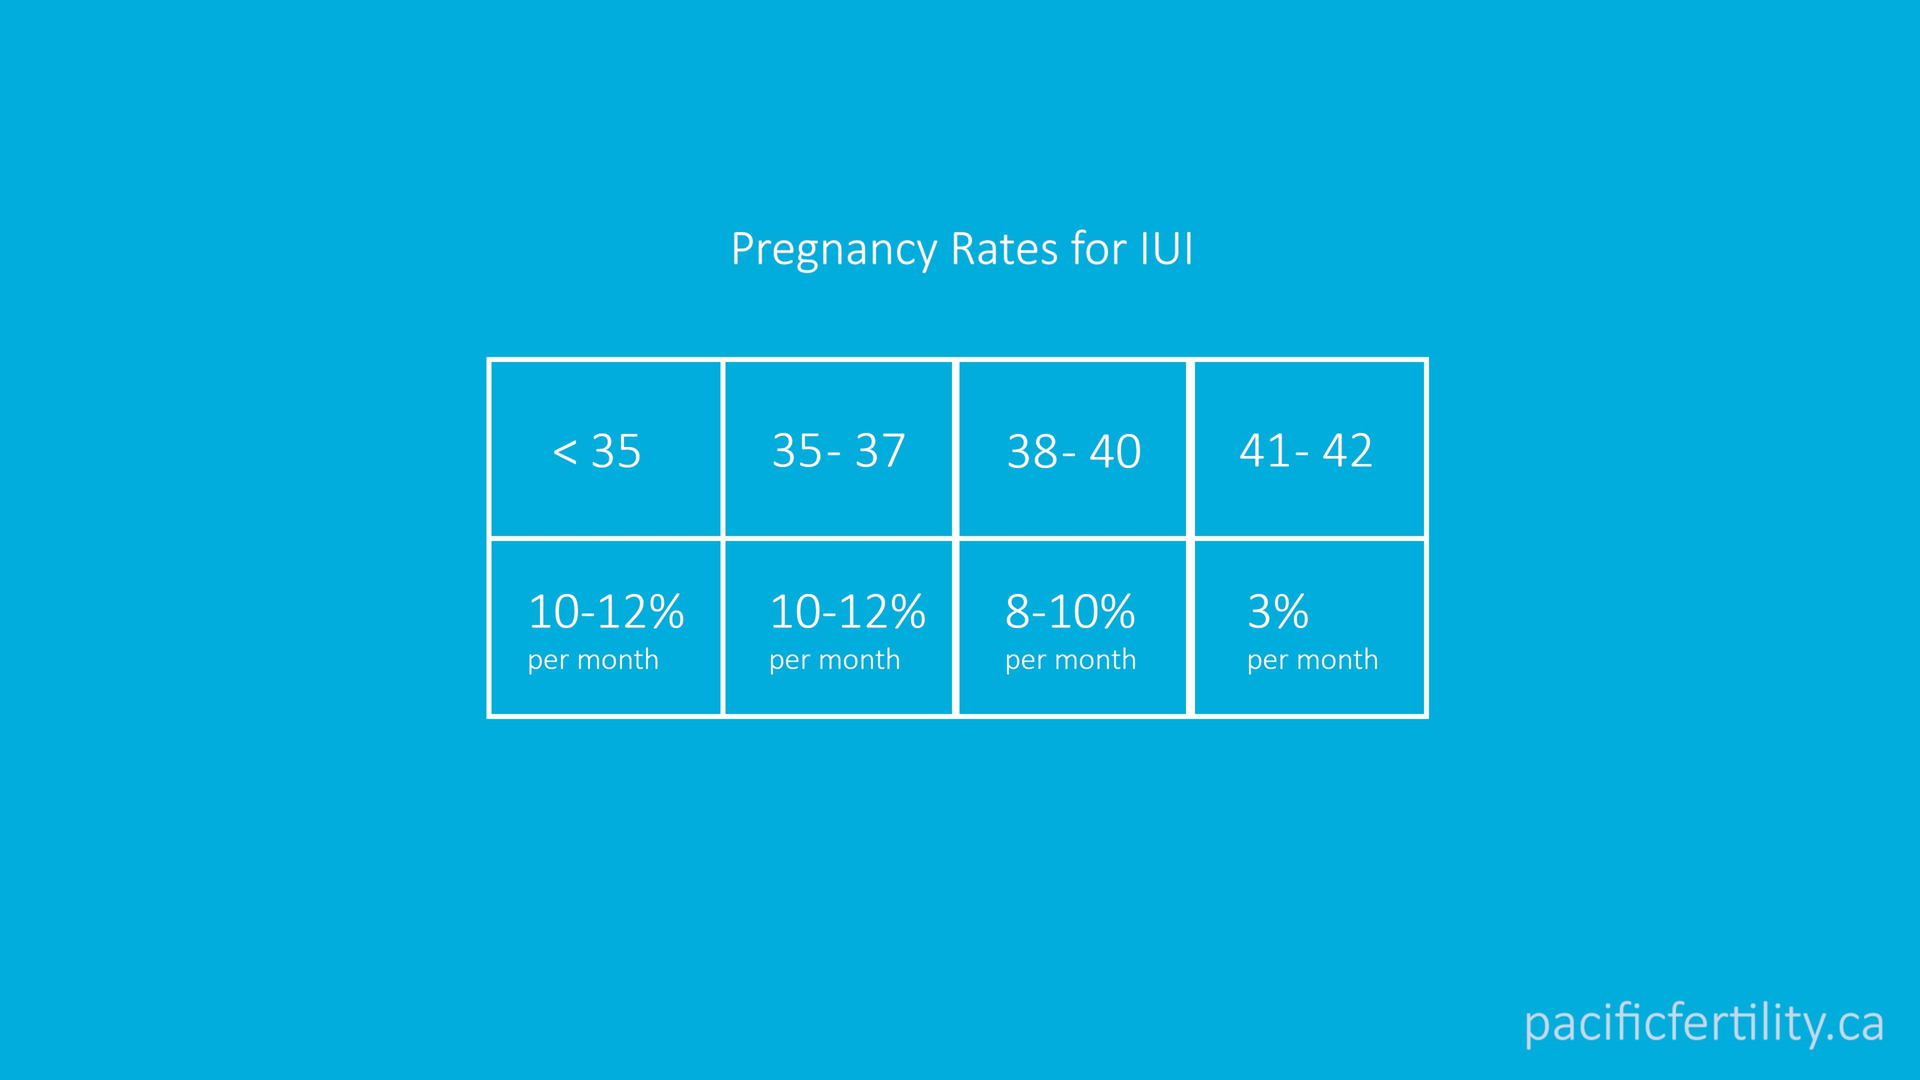 Pregnancy Rates for IUI
< 35
35- 37
38- 40
41- 42
10-12%
per month
10-12%
per month
8-10%
per month
3%
per month
pacificfertility.ca